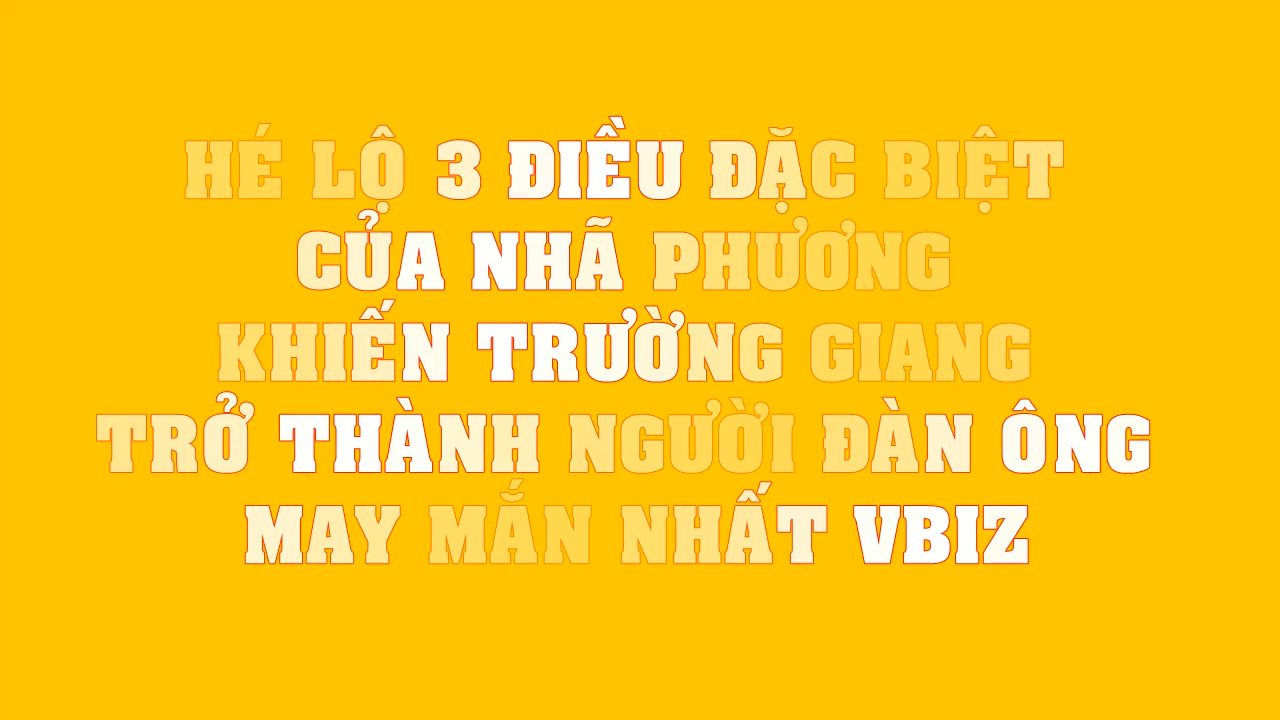 HÉ LỘ 3 ĐIỀU ĐẶC BIỆT
CỦA NHÃ PHƯƠNG
KHIẾN TRƯỜNG GIANG
TRỞ THÀNH NGƯỜI ĐÀN ÔNG
MAY MẮN NHẤT VBIZ